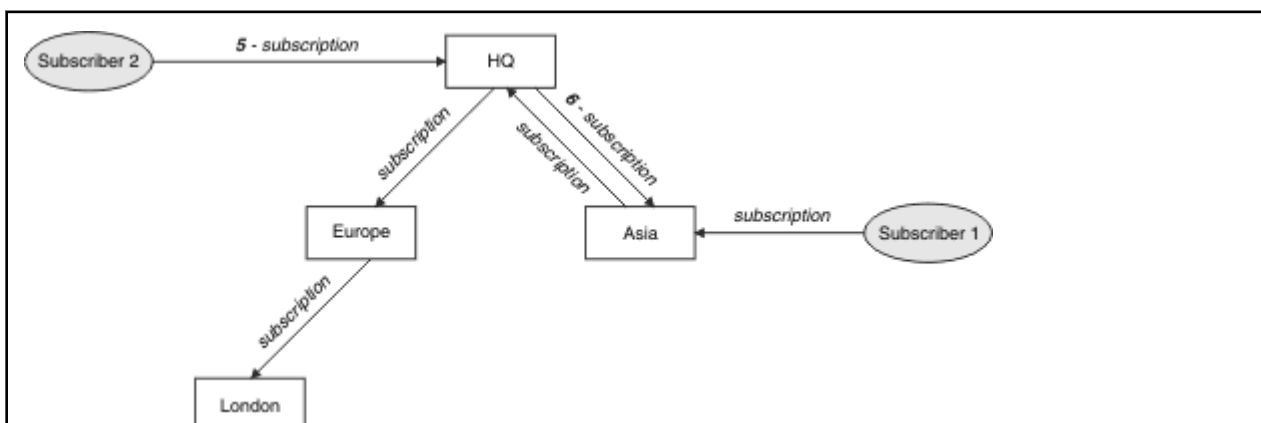 5 - subscription
Subscriber 2
HQ
6 - subscription
subscription
subscription
subscription
Europe
Asia
Subscriber 1
subscription
London